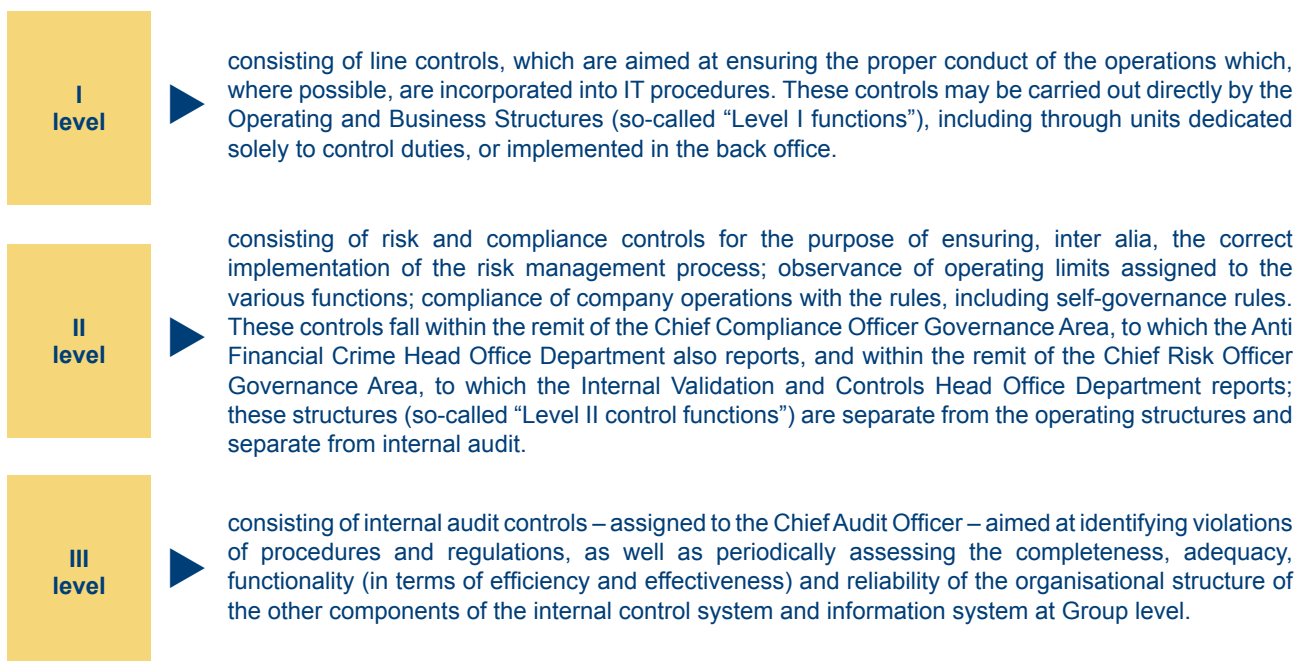 I
level
consisting of line controls, which are aimed at ensuring the proper conduct of the operations which,
where possible, are incorporated into IT procedures. These controls may be carried out directly by the
Operating and Business Structures (so-called “Level I functions”), including through units dedicated
solely to control duties, or implemented in the back office.
II
level
consisting of risk and compliance controls for the purpose of ensuring, inter alia, the correct
implementation of the risk management process; observance of operating limits assigned to the
various functions; compliance of company operations with the rules, including self-governance rules.
These controls fall within the remit of the Chief Compliance Officer Governance Area, to which the Anti
Financial Crime Head Office Department also reports, and within the remit of the Chief Risk Officer
Governance Area, to which the Internal Validation and Controls Head Office Department reports;
these structures (so-called “Level II control functions”) are separate from the operating structures and
separate from internal audit.
III
level
consisting of internal audit controls – assigned to the Chief Audit Officer – aimed at identifying violations
of procedures and regulations, as well as periodically assessing the completeness, adequacy,
functionality (in terms of efficiency and effectiveness) and reliability of the organisational structure of
the other components of the internal control system and information system at Group level.